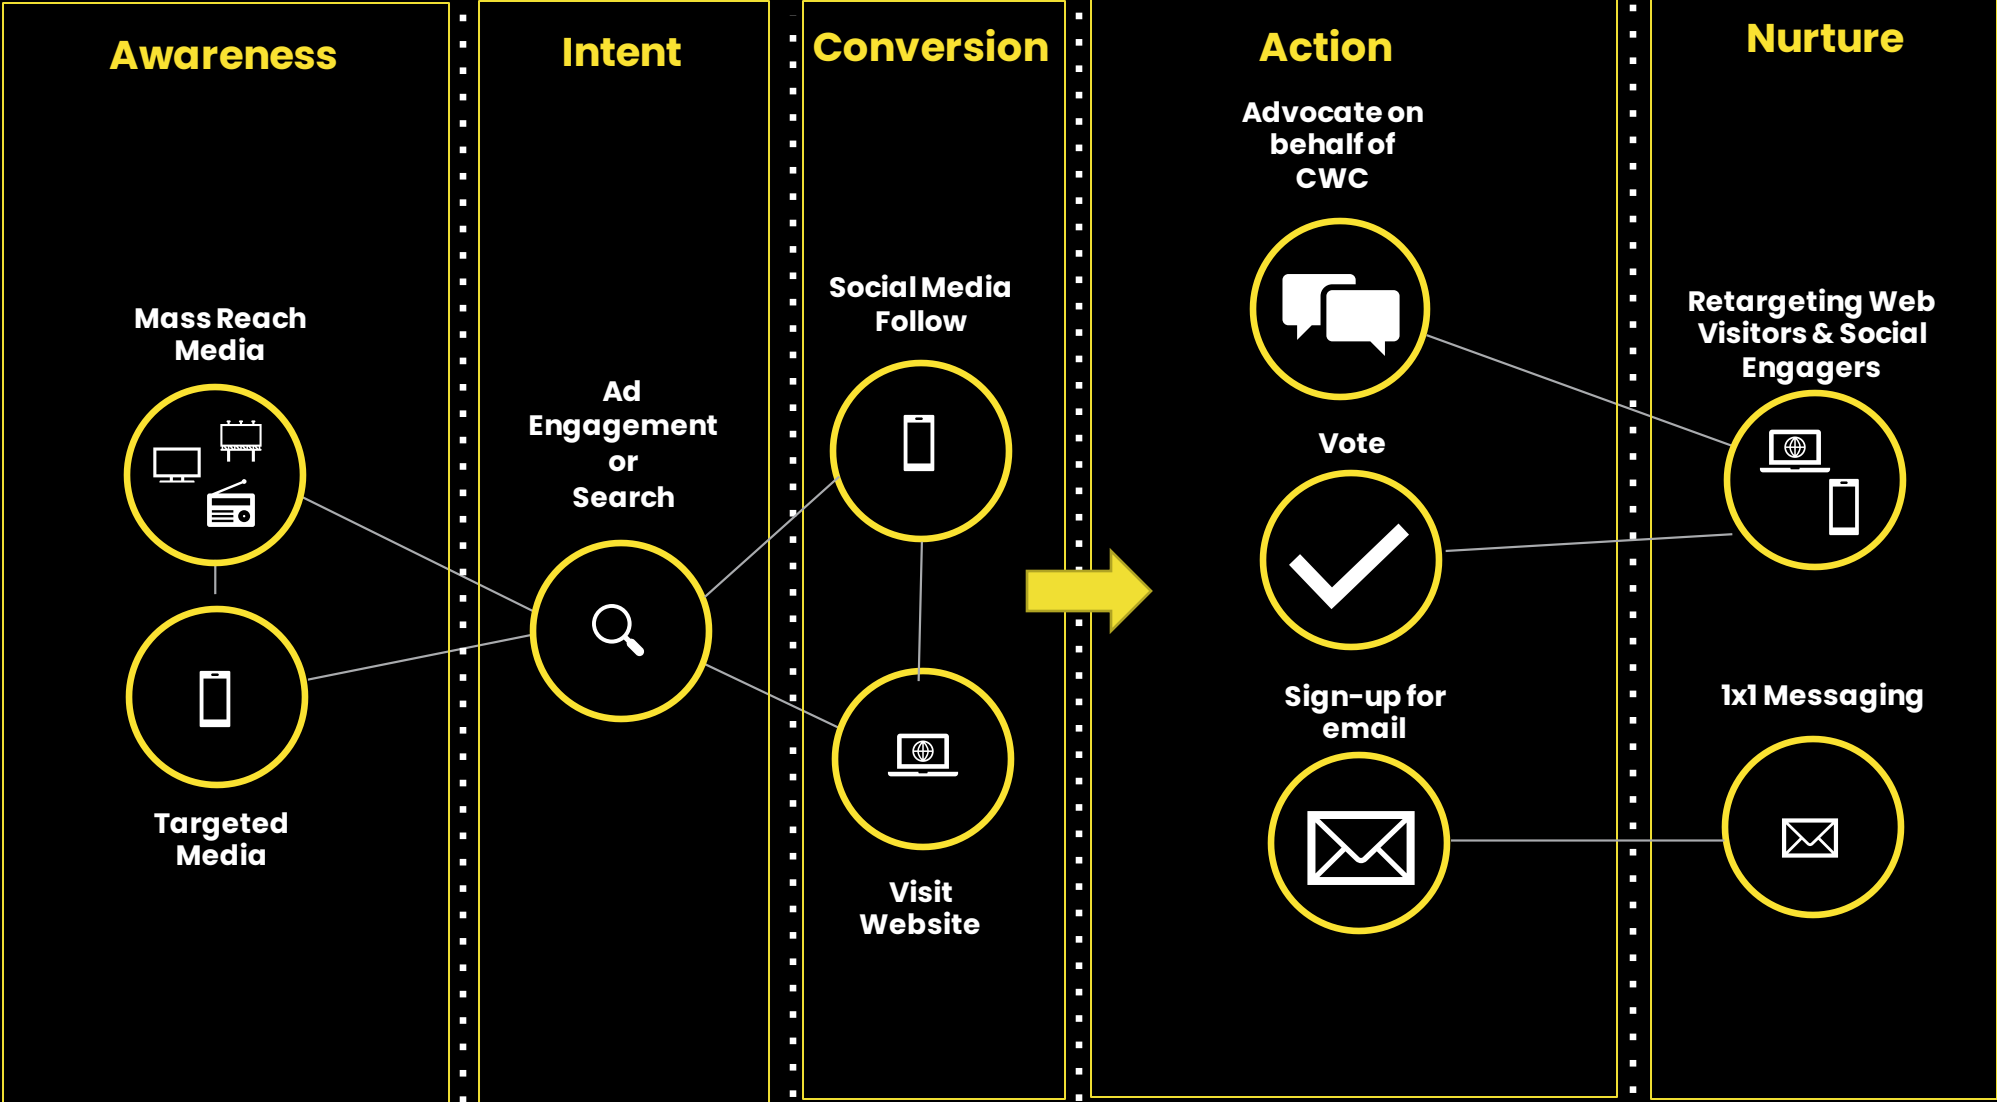 Awareness
Mass Reach
Media
Targeted
Media
Intent
Ad
Engagement
or
Search
Conversion
Social Media
Follow
Visit
Website
Action
Advocate on
behalf of
CWC
Vote
Sign-up for
email
Nurture
Retargeting Web
Visitors & Social
Engagers
1x1 Messaging